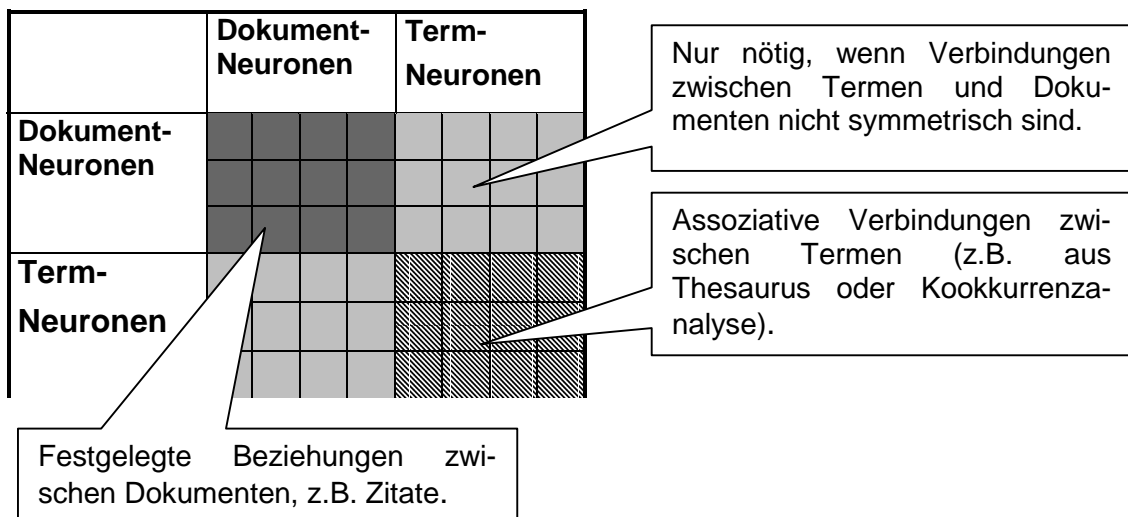 Dokument-
Neuronen
Term-
Neuronen
Nur nötig, wenn Verbindungen
zwischen Termen und Doku-
menten nicht symmetrisch sind.
Dokument-
Neuronen
Assoziative Verbindungen zwi-
schen Termen (z.B. aus
Thesaurus oder Kookkurrenza-
nalyse).
Term-
Neuronen
Festgelegte Beziehungen zwi-
schen Dokumenten, z.B. Zitate.